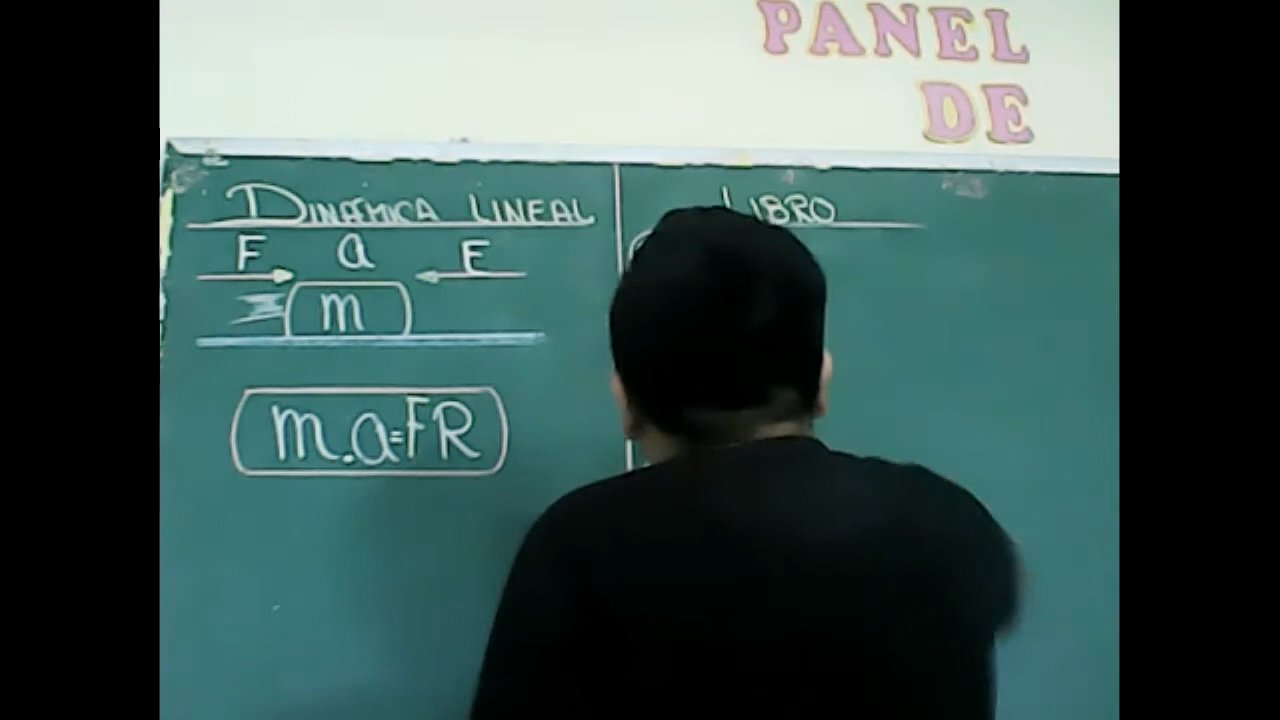 PANEL
DE
DINÁMICA LINEAL
F a F
m
m.a=FR
LIBRO